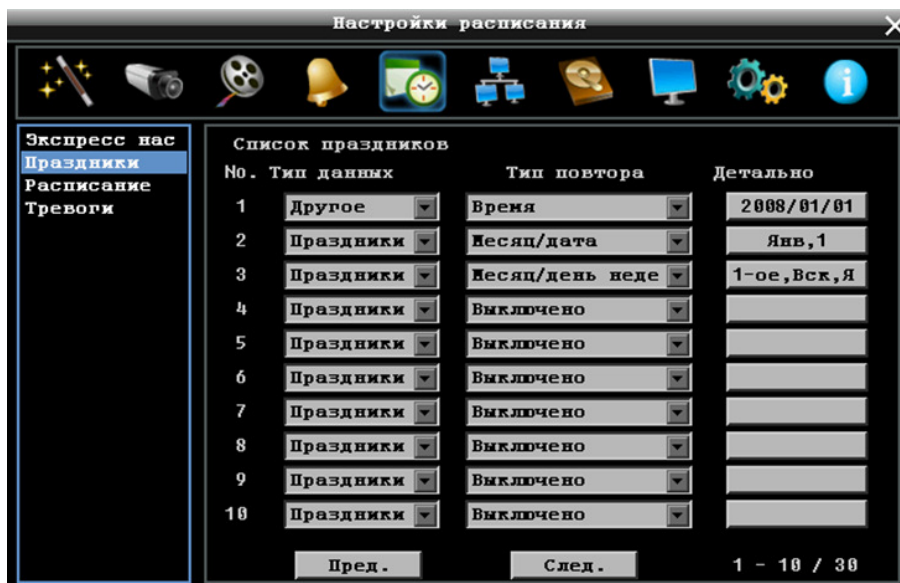 Настройки расписания
Экспресс нас
Праздники
Расписание
Тревоги
Список праздников
No. Тип данных Тип повтора Детально
1 Другое Время 2008/01/01
2 Праздники Месяц/дата Янв,1
3 Праздники Месяц/день неде 1-ое,Вск,Я
4 Праздники Выключено
5 Праздники Выключено
6 Праздники Выключено
7 Праздники Выключено
8 Праздники Выключено
9 Праздники Выключено
10 Праздники Выключено
Пред. След. 1 - 10 / 30